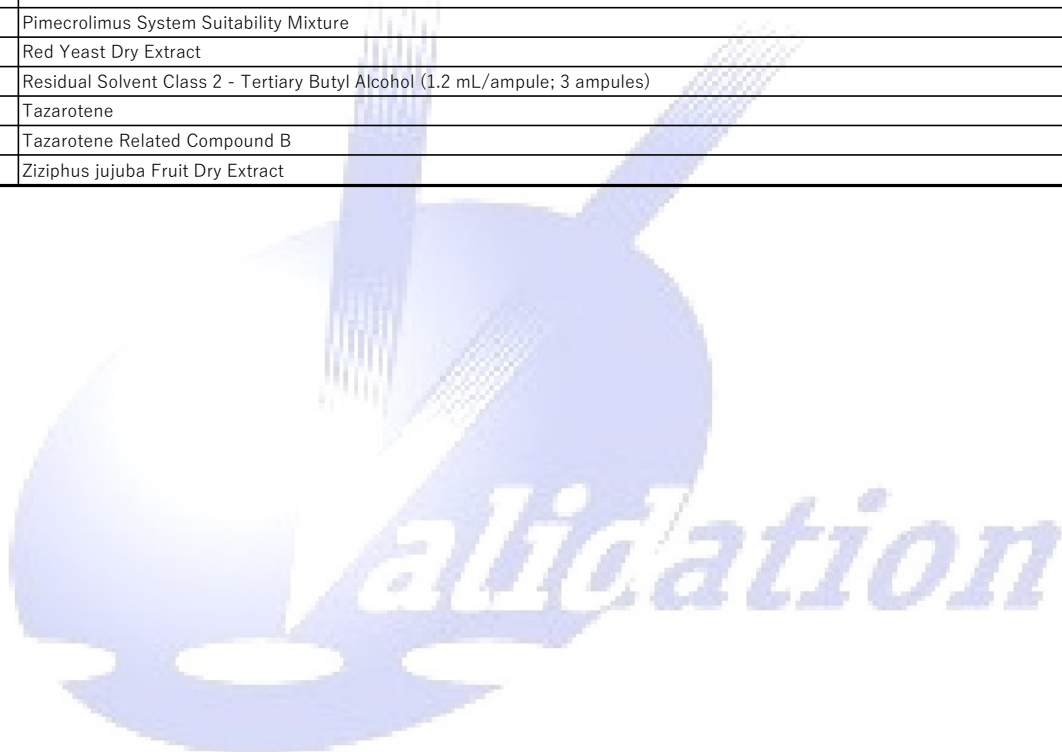 Pimecrolimus System Suitability Mixture
Red Yeast Dry Extract
Residual Solvent Class 2 - Tertiary Butyl Alcohol (1.2 mL/ampule; 3 ampules)
Tazarotene
Tazarotene Related Compound B
Ziziphus jujuba Fruit Dry Extract
Validation